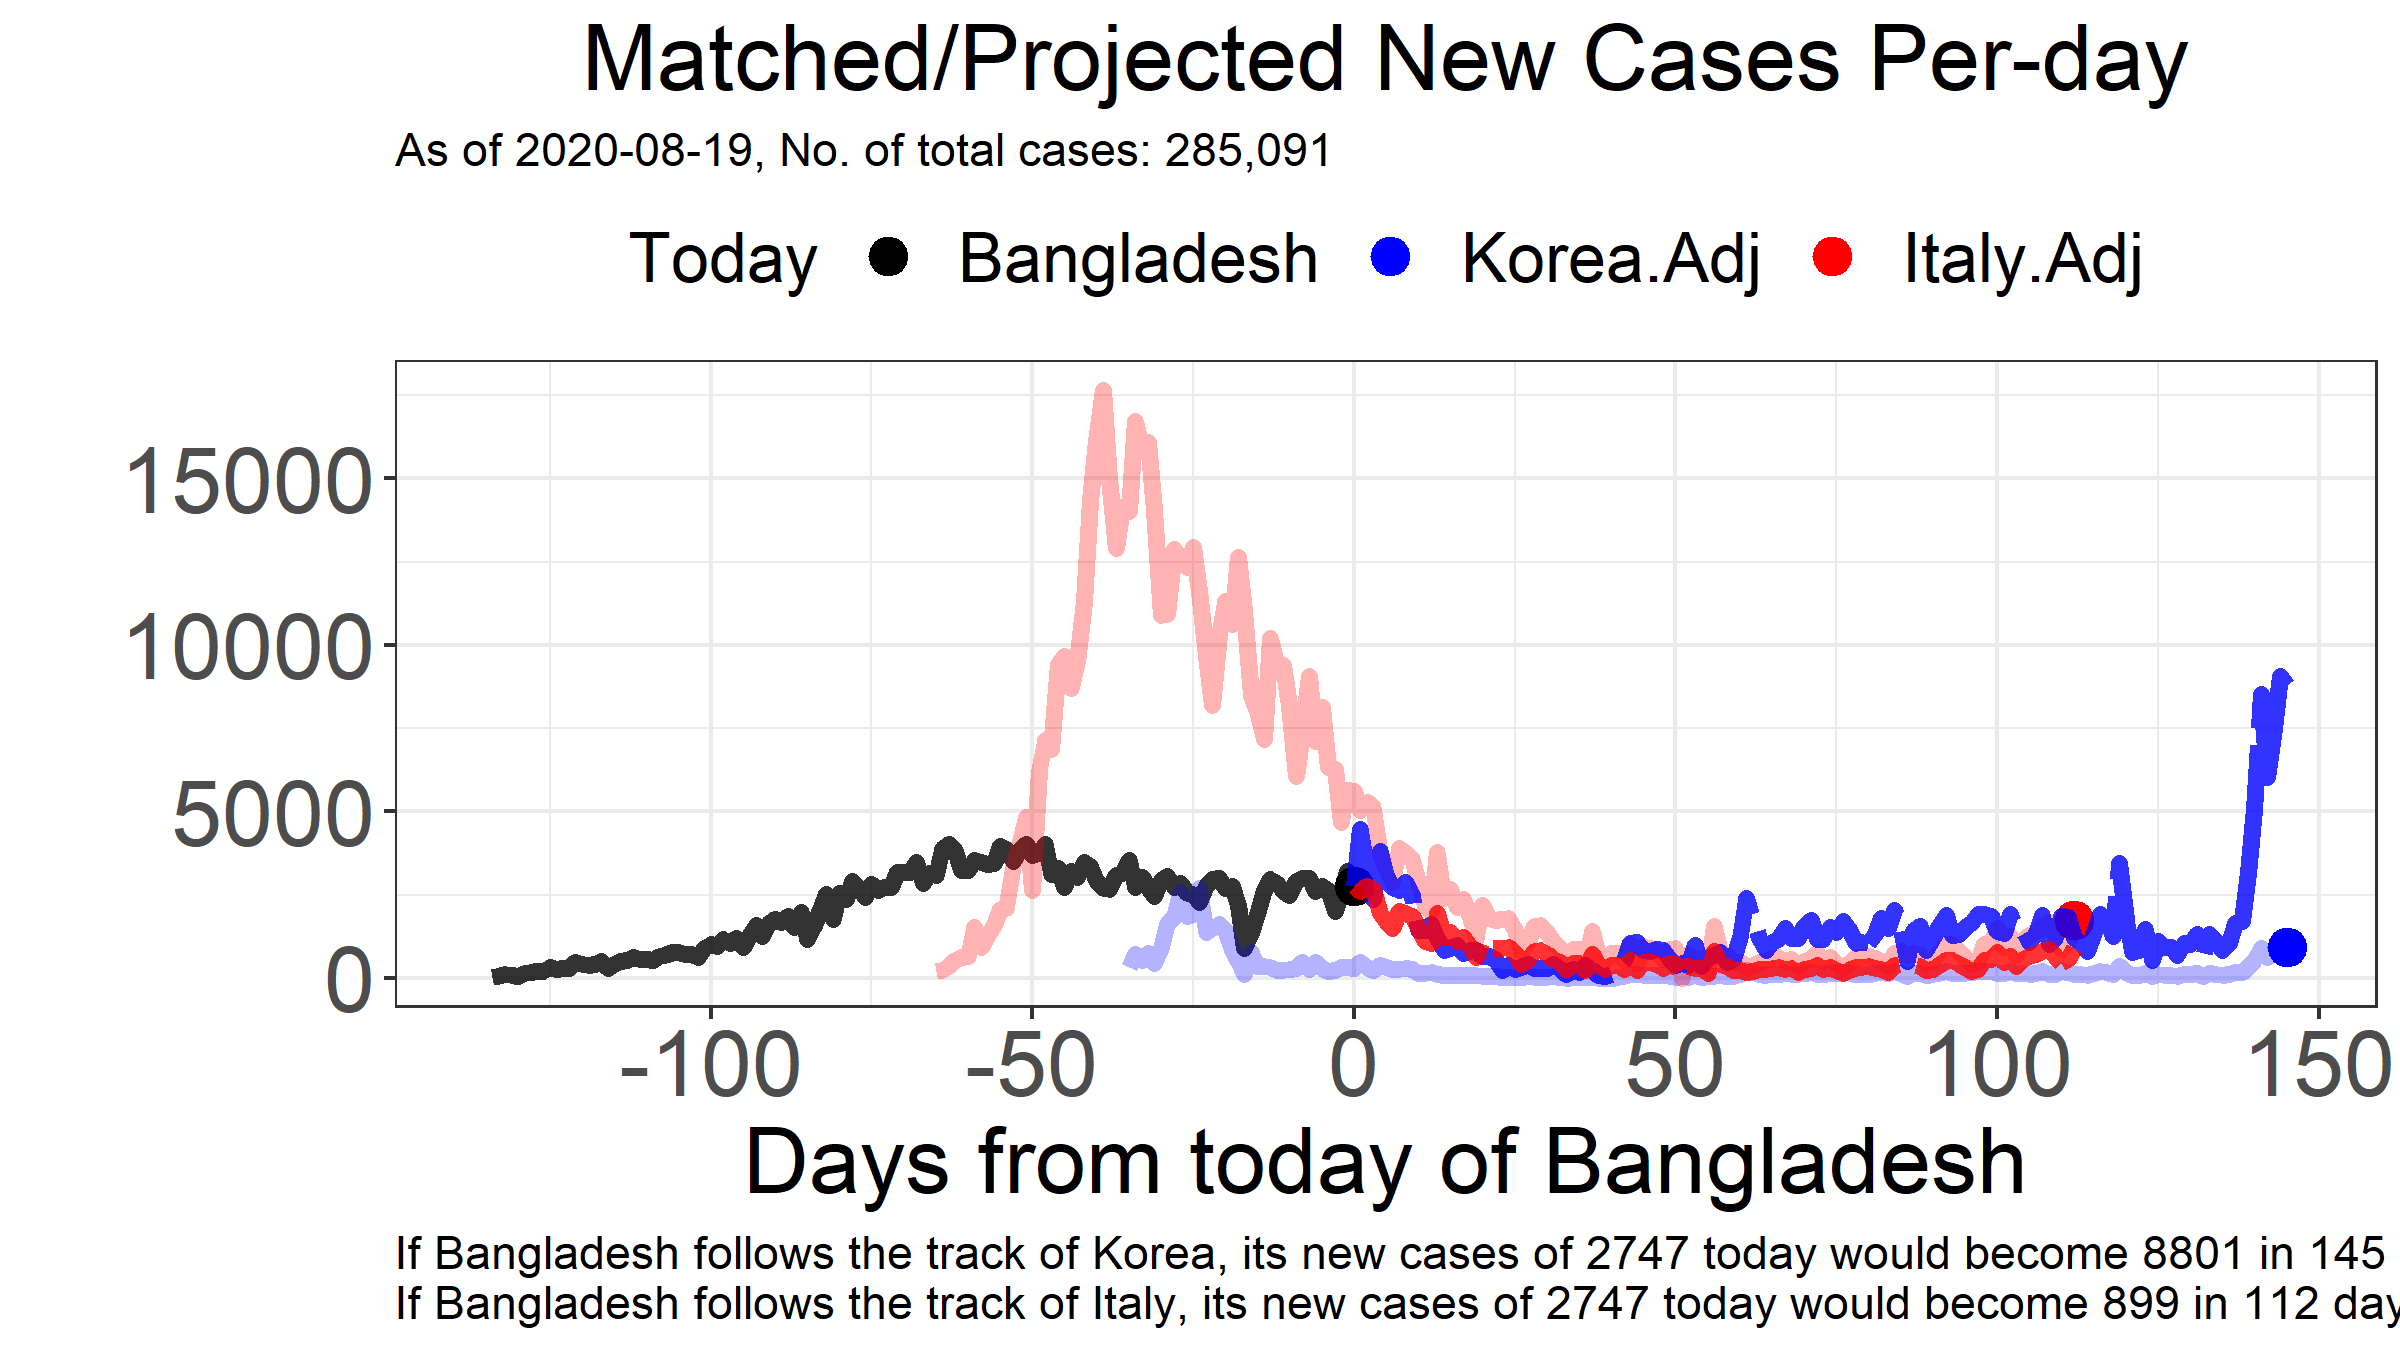 Matched/Projected New Cases Per-day
As of 2020-08-19, No. of total cases: 285,091
Today Bangladesh Korea.Adj Italy.Adj
15000
10000
5000
0
-100 -50 0 50 100 150
Days from today of Bangladesh
If Bangladesh follows the track of Korea, its new cases of 2747 today would become 8801 in 145
If Bangladesh follows the track of Italy, its new cases of 2747 today would become 899 in 112 day